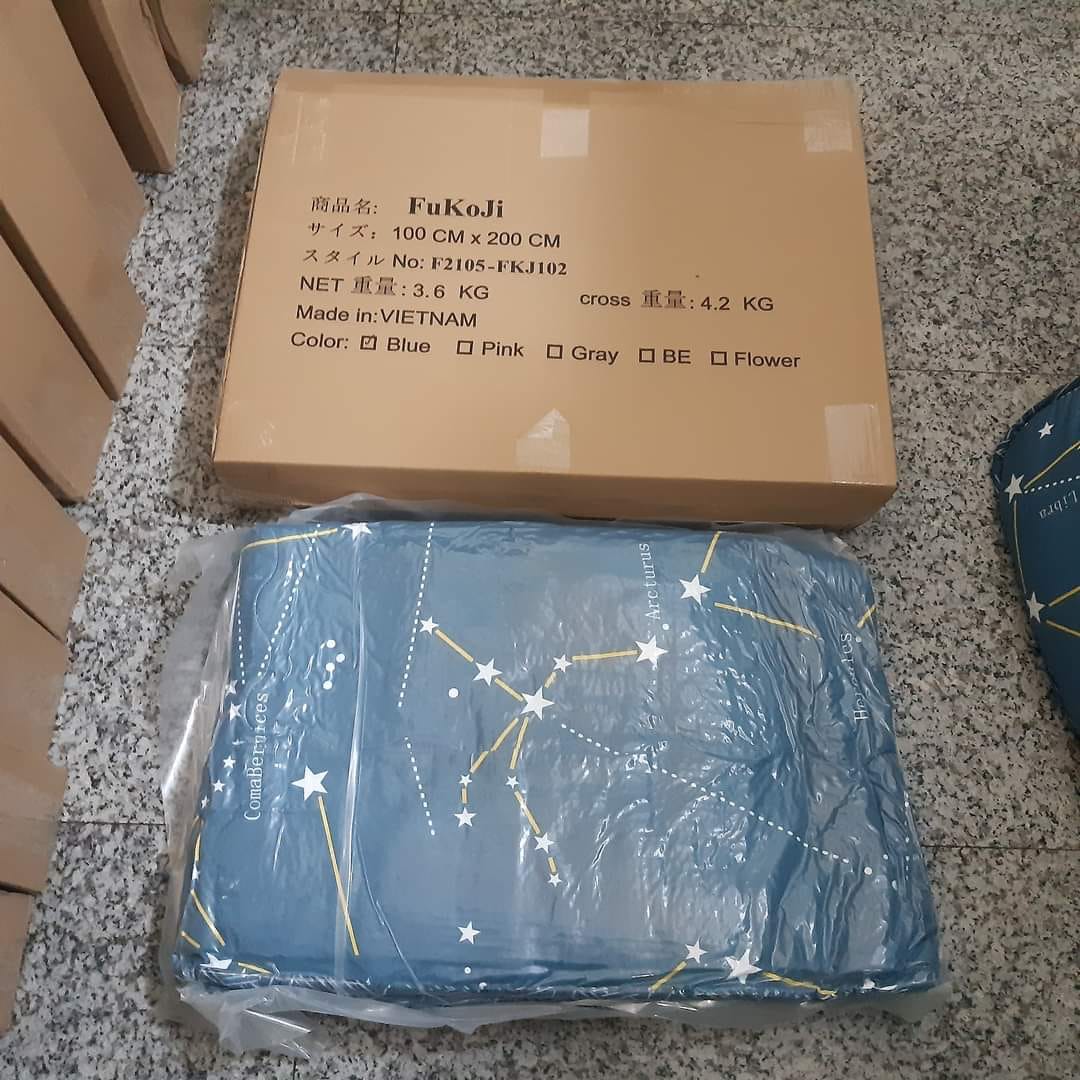 商品名: FuKoJi
サイズ: 100 CM x 200 CM
スタイル No: F2105-FKJ102
NET 重量: 3.6 KG cross 重量: 4.2 KG
Made in: VIETNAM
Color: ☑ Blue ☐ Pink ☐ Gray ☐ BE ☐ Flower
Libra
Arcturus
ComaBernices